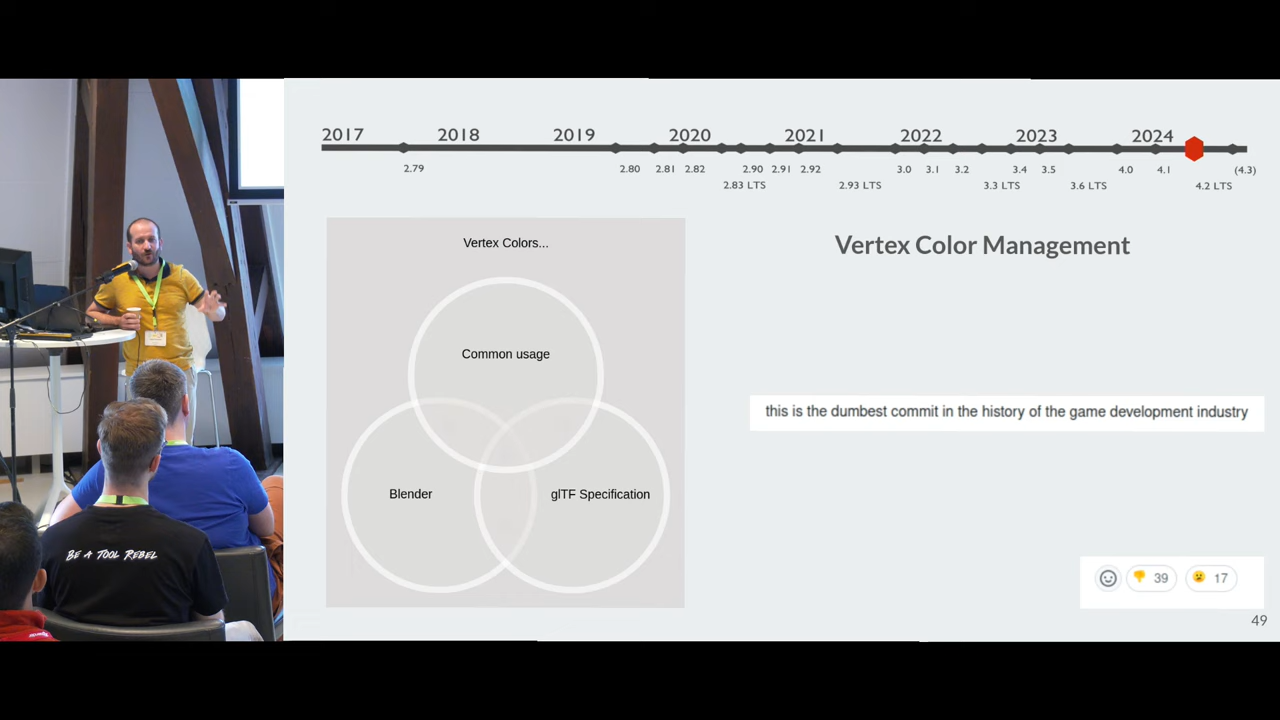 2017 2018 2019 2020 2021 2022 2023 2024
2.79 2.80 2.81 2.82 2.90 2.91 2.92 3.0 3.1 3.2 3.4 3.5 4.0 4.1 (4.3)
2.83 LTS 2.93 LTS 3.3 LTS 3.6 LTS 4.2 LTS
Vertex Colors...
Common usage
Blender
glTF Specification
Vertex Color Management
this is the dumbest commit in the history of the game development industry
39 17
49
BE A TOOL REBEL